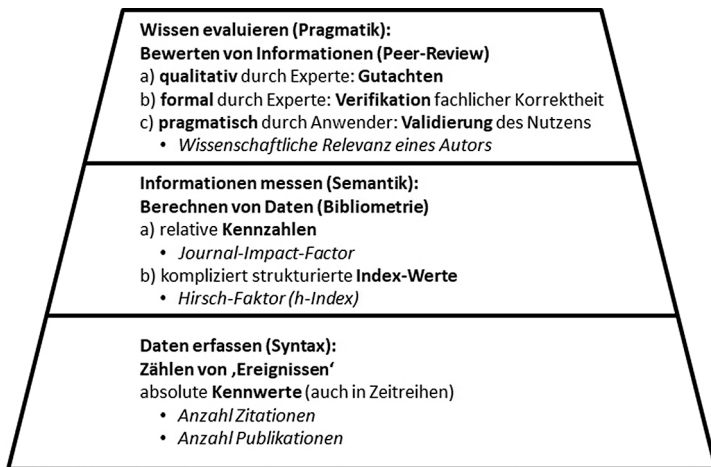 Wissen evaluieren (Pragmatik):
Bewerten von Informationen (Peer-Review)
a) qualitativ durch Experte: Gutachten
b) formal durch Experte: Verifikation fachlicher Korrektheit
c) pragmatisch durch Anwender: Validierung des Nutzens
• Wissenschaftliche Relevanz eines Autors
Informationen messen (Semantik):
Berechnen von Daten (Bibliometrie)
a) relative Kennzahlen
• Journal-Impact-Factor
b) kompliziert strukturierte Index-Werte
• Hirsch-Faktor (h-Index)
Daten erfassen (Syntax):
Zählen von ‚Ereignissen‘
absolute Kennwerte (auch in Zeitreihen)
• Anzahl Zitationen
• Anzahl Publikationen